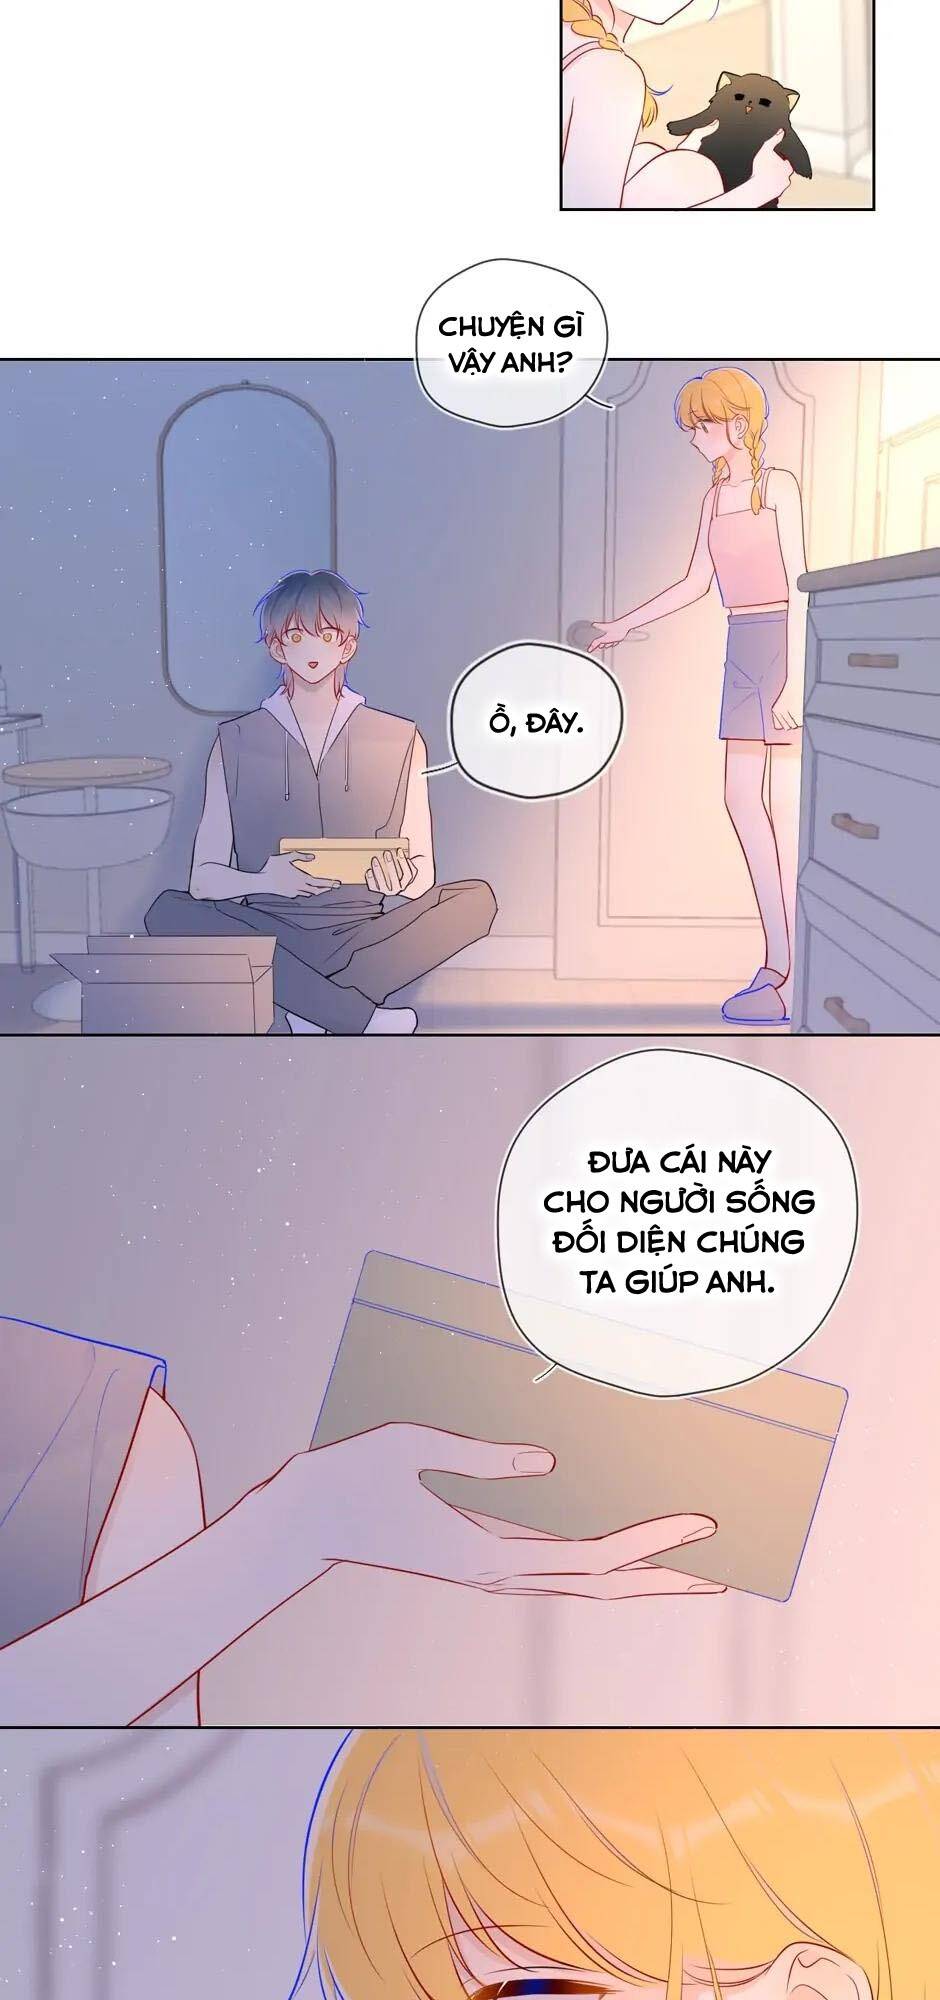 CHUYỆN GÌ
VẬY ANH?
Ồ, ĐÂY.
ĐƯA CÁI NÀY
CHO NGƯỜI SỐNG
ĐỐI DIỆN CHÚNG
TA GIÚP ANH.